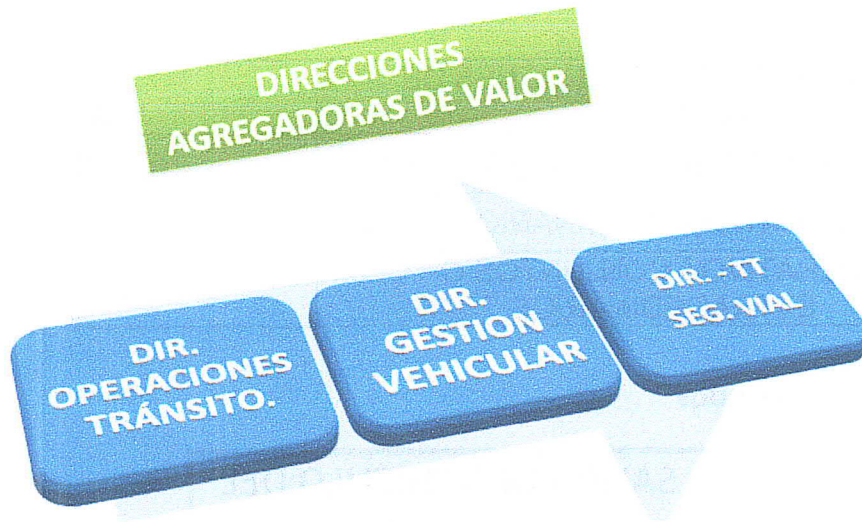 DIRECCIONES
AGREGADORAS DE VALOR
DIR.
OPERACIONES
TRÁNSITO.
DIR.
GESTION
VEHICULAR
DIR. - TT
SEG. VIAL